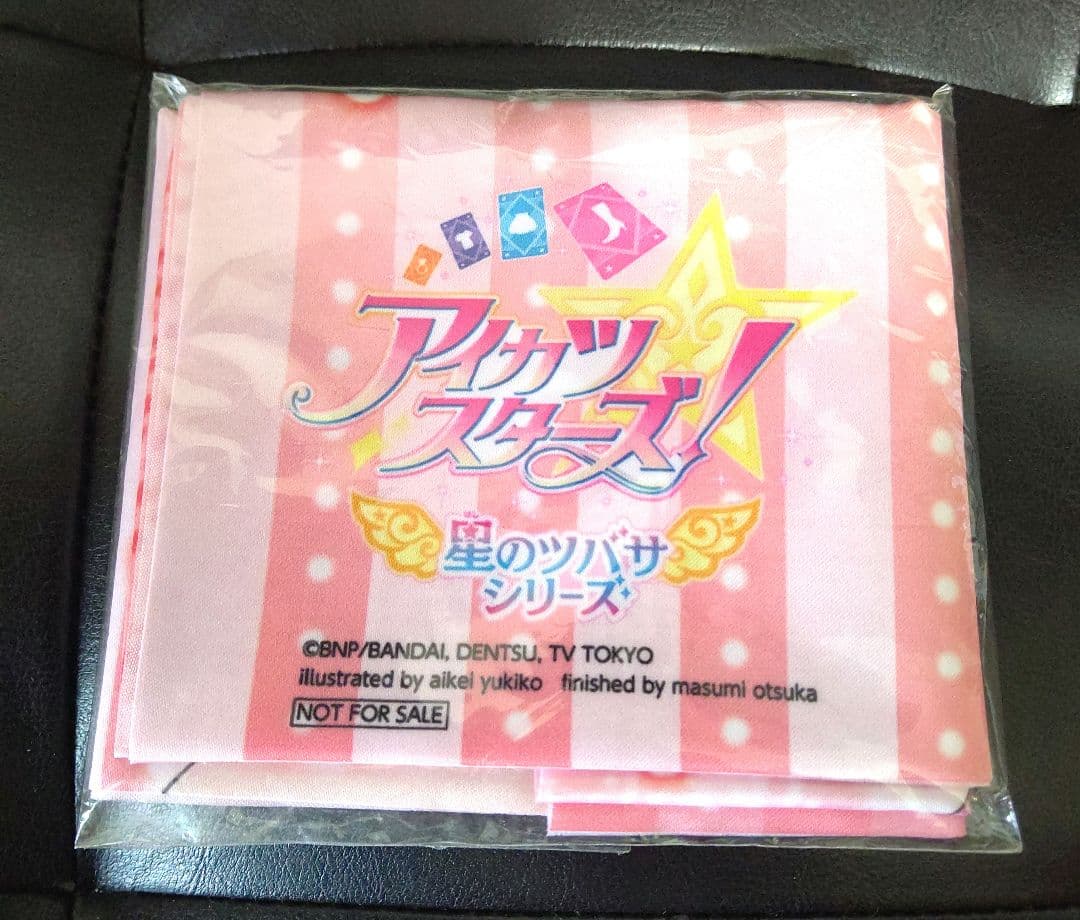 アイカツ
スターズ!
星のツバサ
シリーズ
©BNP/BANDAI, DENTSU, TV TOKYO
illustrated by aikei yukiko finished by masumi otsuka
NOT FOR SALE